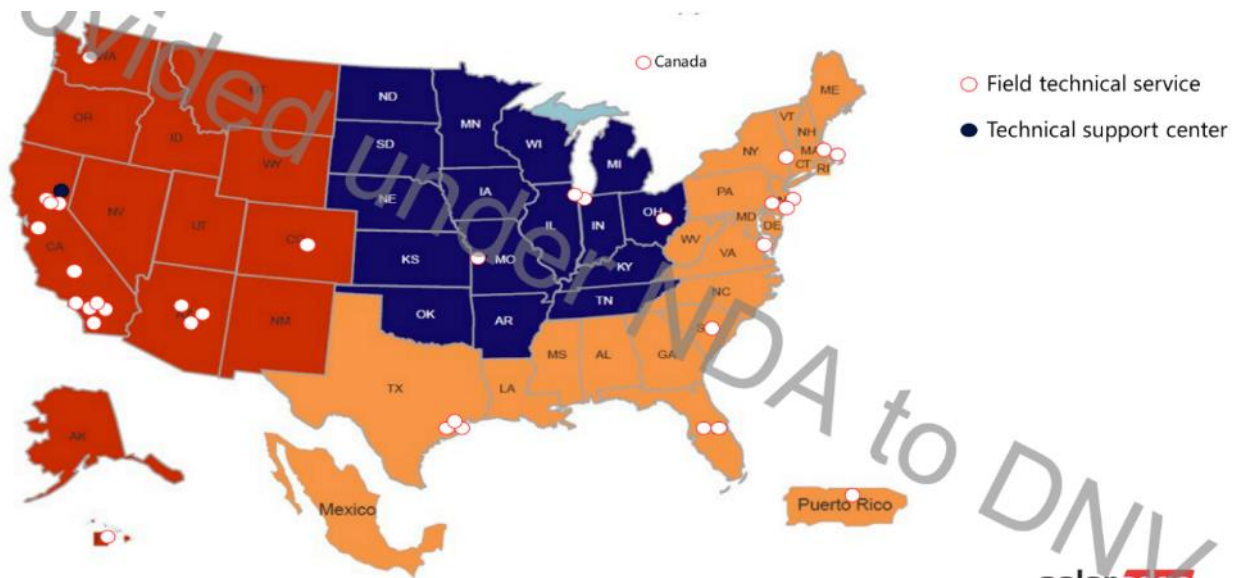 ovided under NDA to DNV
Canada
Field technical service
Technical support center
WA
OR
ID
WY
NV
UT
CA
NM
AK
ND
SD
NE
KS
OK
MN
IA
MO
AR
WI
IL
MI
IN
OH
KY
TN
ME
VT
NH
MA
NY
CT
RI
PA
MD
DE
WV
VA
NC
GA
AL
MS
LA
TX
Mexico
Puerto Rico